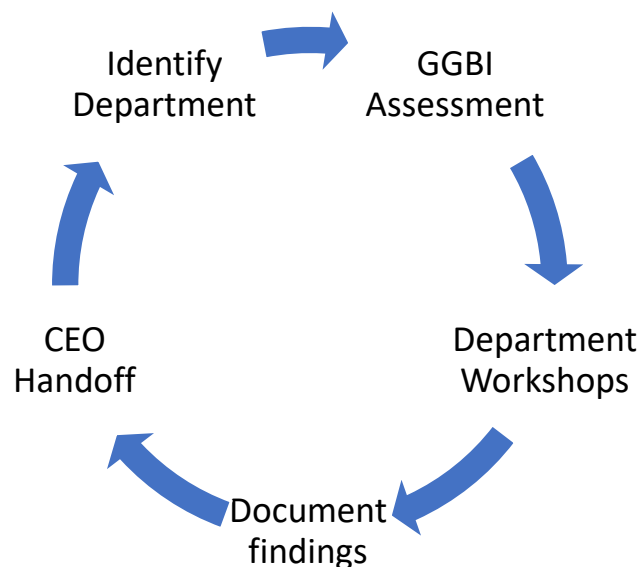 Identify
Department
GGBI
Assessment
Department
Workshops
Document
findings
CEO
Handoff